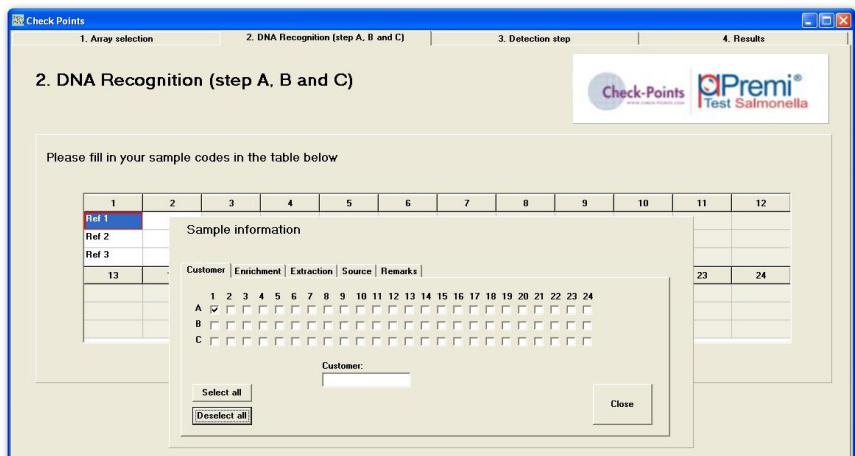 Check Points
1. Array selection 2. DNA Recognition (step A, B and C) 3. Detection step 4. Results
2. DNA Recognition (step A, B and C)
Check-Points
Premi®
Test Salmonella
Please fill in your sample codes in the table below
1 2 3 4 5 6 7 8 9 10 11 12
Ref 1
Ref 2
Ref 3
13 23 24
Sample information
Customer Enrichment Extraction Source Remarks
1 2 3 4 5 6 7 8 9 10 11 12 13 14 15 16 17 18 19 20 21 22 23 24
A
B
C
Customer:
Select all
Deselect all
Close